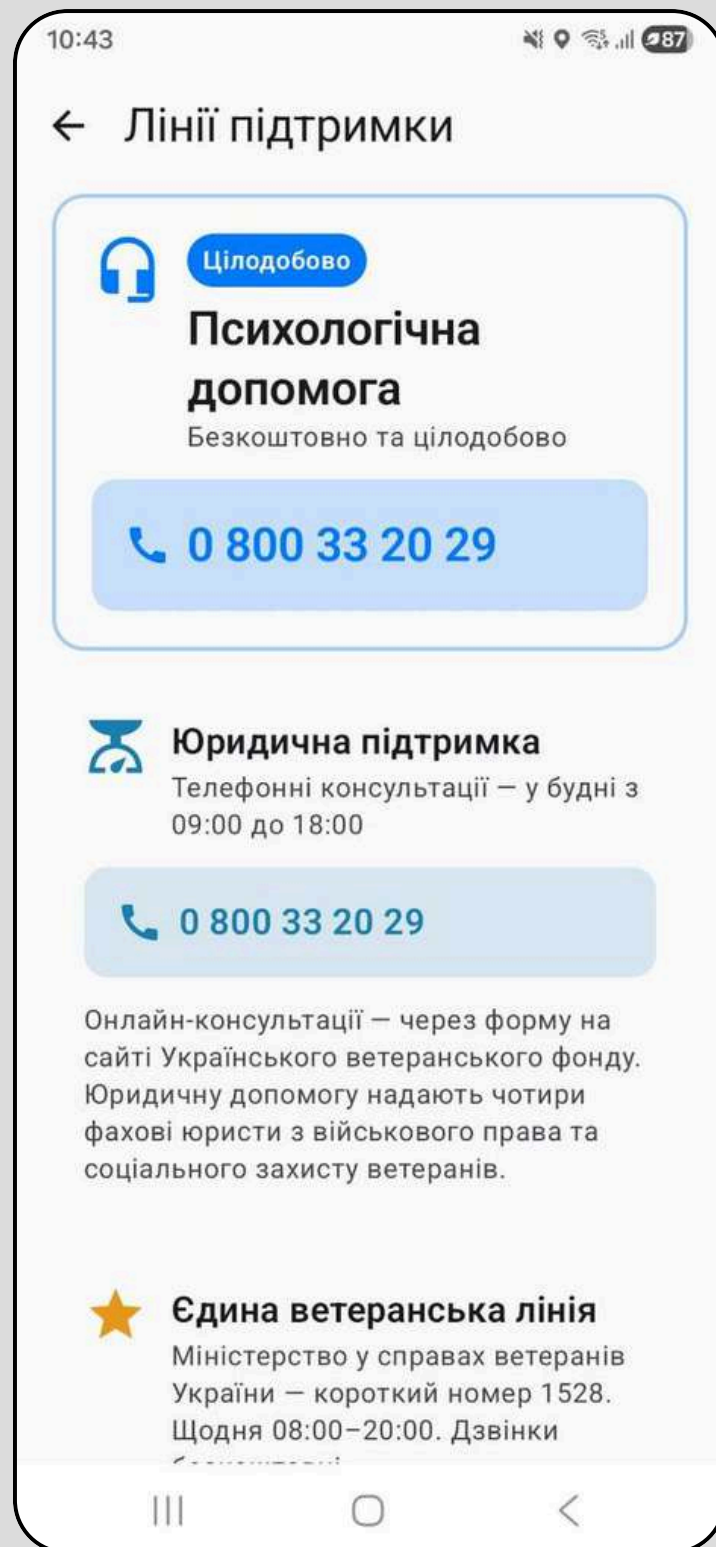 10:43
87
Лінії підтримки
Цілодобово
Психологічна
допомога
Безкоштовно та цілодобово
0 800 33 20 29
Юридична підтримка
Телефонні консультації — у будні з
09:00 до 18:00
0 800 33 20 29
Онлайн-консультації — через форму на
сайті Українського ветеранського фонду.
Юридичну допомогу надають чотири
фахові юристи з військового права та
соціального захисту ветеранів.
Єдина ветеранська лінія
Міністерство у справах ветеранів
України — короткий номер 1528.
Щодня 08:00–20:00. Дзвінки